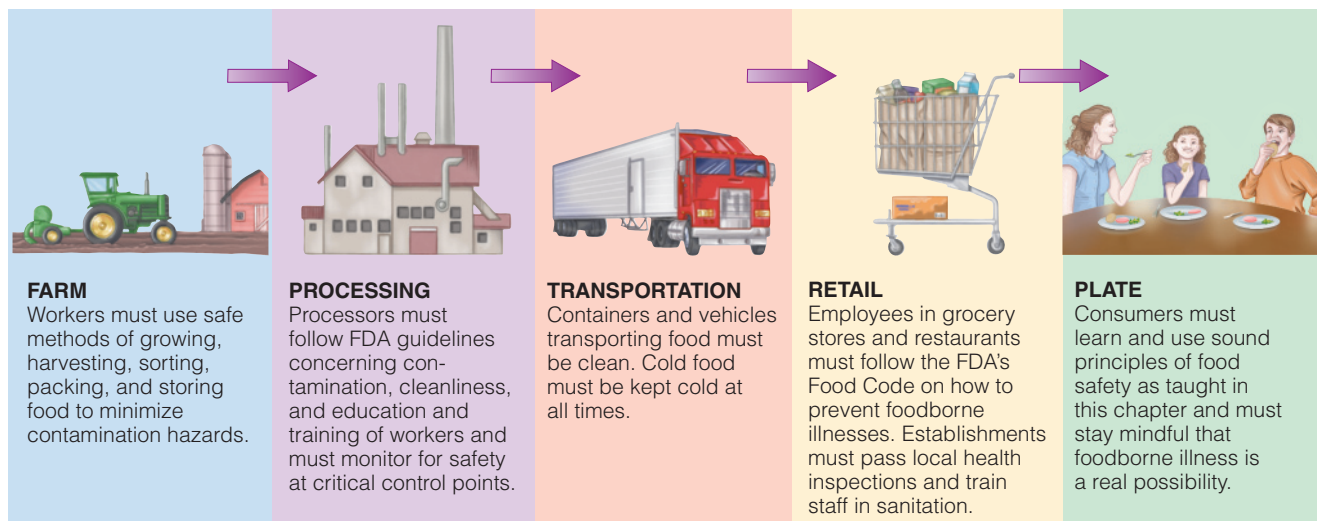 FARM
Workers must use safe
methods of growing,
harvesting, sorting,
packing, and storing
food to minimize
contamination hazards.
PROCESSING
Processors must
follow FDA guidelines
concerning con-
tamination, cleanliness,
and education and
training of workers and
must monitor for safety
at critical control points.
TRANSPORTATION
Containers and vehicles
transporting food must
be clean. Cold food
must be kept cold at
all times.
RETAIL
Employees in grocery
stores and restaurants
must follow the FDA’s
Food Code on how to
prevent foodborne
illnesses. Establishments
must pass local health
inspections and train
staff in sanitation.
PLATE
Consumers must
learn and use sound
principles of food
safety as taught in
this chapter and must
stay mindful that
foodborne illness is
a real possibility.